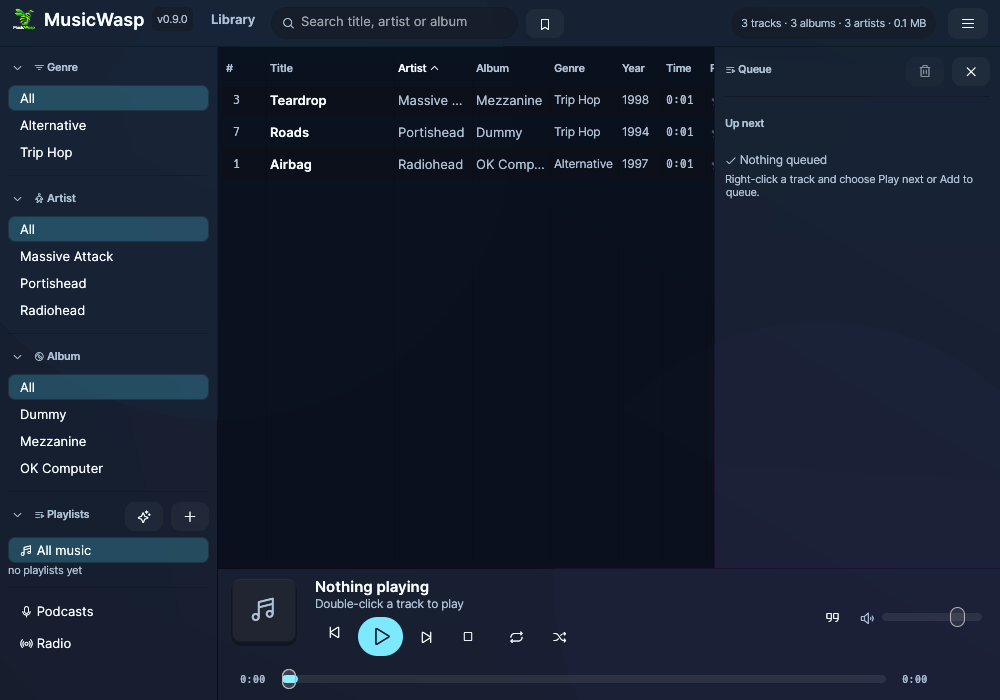 MusicWasp v0.9.0 Library Search title, artist or album 3 tracks · 3 albums · 3 artists · 0.1 MB
Genre
All
Alternative
Trip Hop
Artist
All
Massive Attack
Portishead
Radiohead
Album
All
Dummy
Mezzanine
OK Computer
Playlists
All music
no playlists yet
Podcasts
Radio
# Title Artist Album Genre Year Time
3 Teardrop Massive ... Mezzanine Trip Hop 1998 0:01
7 Roads Portishead Dummy Trip Hop 1994 0:01
1 Airbag Radiohead OK Comp... Alternative 1997 0:01
Queue
Up next
Nothing queued
Right-click a track and choose Play next or Add to
queue.
Nothing playing
Double-click a track to play
0:00 0:00